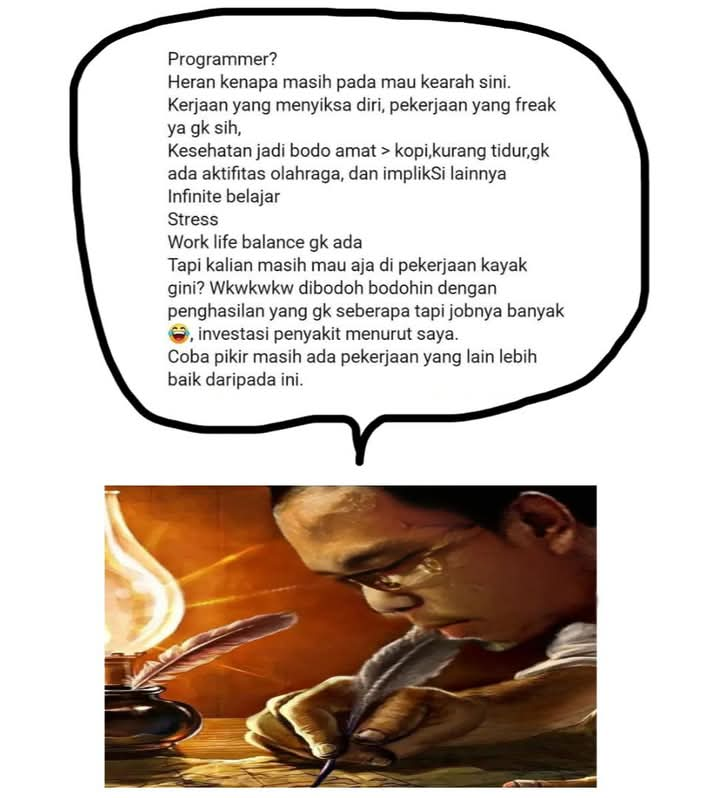 Programmer?
Heran kenapa masih pada mau kearah sini.
Kerjaan yang menyiksa diri, pekerjaan yang freak
ya gk sih,
Kesehatan jadi bodo amat > kopi,kurang tidur,gk
ada aktifitas olahraga, dan implikSi lainnya
Infinite belajar
Stress
Work life balance gk ada
Tapi kalian masih mau aja di pekerjaan kayak
gini? Wkwkwkw dibodoh bodohin dengan
penghasilan yang gk seberapa tapi jobnya banyak
😂, investasi penyakit menurut saya.
Coba pikir masih ada pekerjaan yang lain lebih
baik daripada ini.